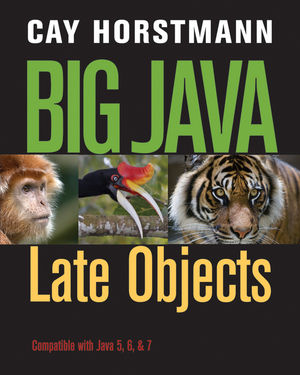 CAY HORSTMANN
BIG JAVA
Late Objects
Compatible with Java 5, 6, & 7